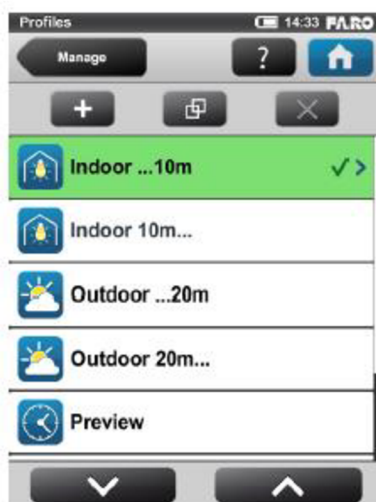 Profiles 14:33 FARO
Manage ?
+
Indoor ...10m
Indoor 10m...
Outdoor ...20m
Outdoor 20m...
Preview